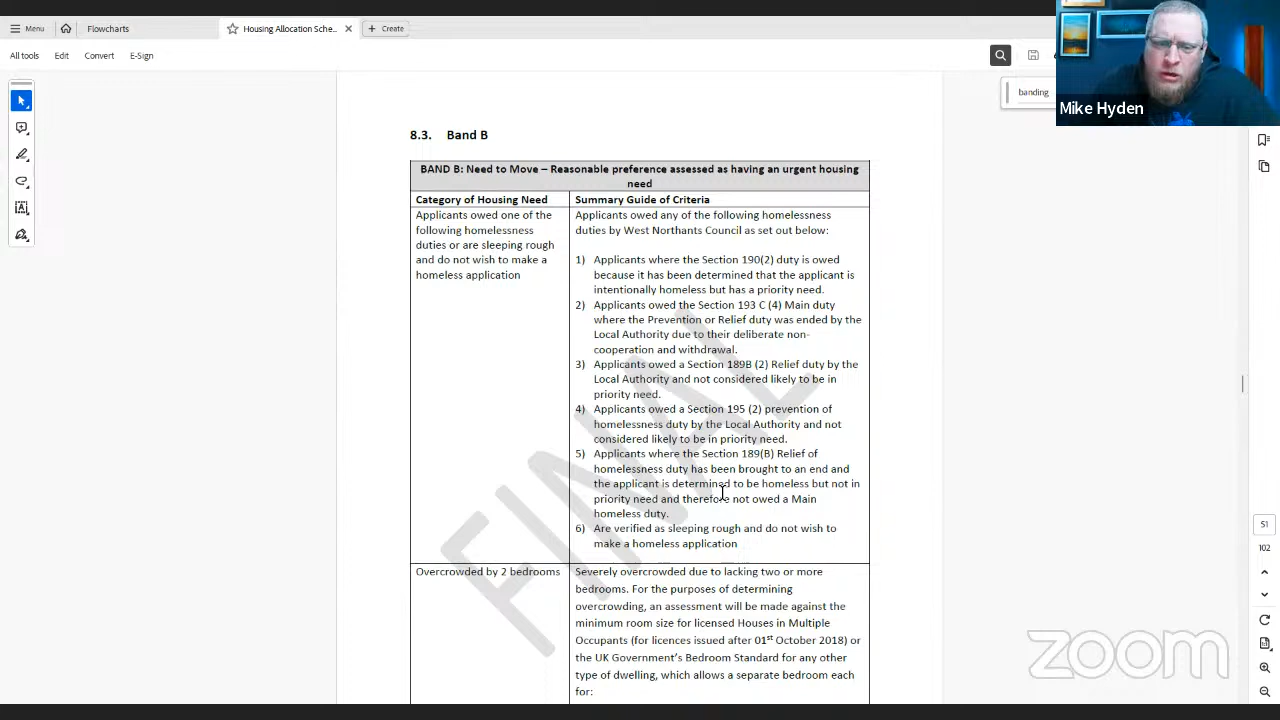 Menu
Flowcharts
Housing Allocation Sche...
Create
All tools
Edit
Convert
E-Sign
banding
Mike Hyden
8.3. Band B
BAND B: Need to Move – Reasonable preference assessed as having an urgent housing
need
Category of Housing Need
Summary Guide of Criteria
Applicants owed one of the
following homelessness
duties or are sleeping rough
and do not wish to make a
homeless application
Applicants owed any of the following homelessness
duties by West Northants Council as set out below:
1) Applicants where the Section 190(2) duty is owed
because it has been determined that the applicant is
intentionally homeless but has a priority need.
2) Applicants owed the Section 193 C (4) Main duty
where the Prevention or Relief duty was ended by the
Local Authority due to their deliberate non-
cooperation and withdrawal.
3) Applicants owed a Section 189B (2) Relief duty by the
Local Authority and not considered likely to be in
priority need.
4) Applicants owed a Section 195 (2) prevention of
homelessness duty by the Local Authority and not
considered likely to be in priority need.
5) Applicants where the Section 189(B) Relief of
homelessness duty has been brought to an end and
the applicant is determined to be homeless but not in
priority need and therefore not owed a Main
homeless duty.
6) Are verified as sleeping rough and do not wish to
make a homeless application
Overcrowded by 2 bedrooms
Severely overcrowded due to lacking two or more
bedrooms. For the purposes of determining
overcrowding, an assessment will be made against the
minimum room size for licensed Houses in Multiple
Occupants (for licences issued after 01st October 2018) or
the UK Government's Bedroom Standard for any other
type of dwelling, which allows a separate bedroom each
for:
FINAL
51
102
zoom